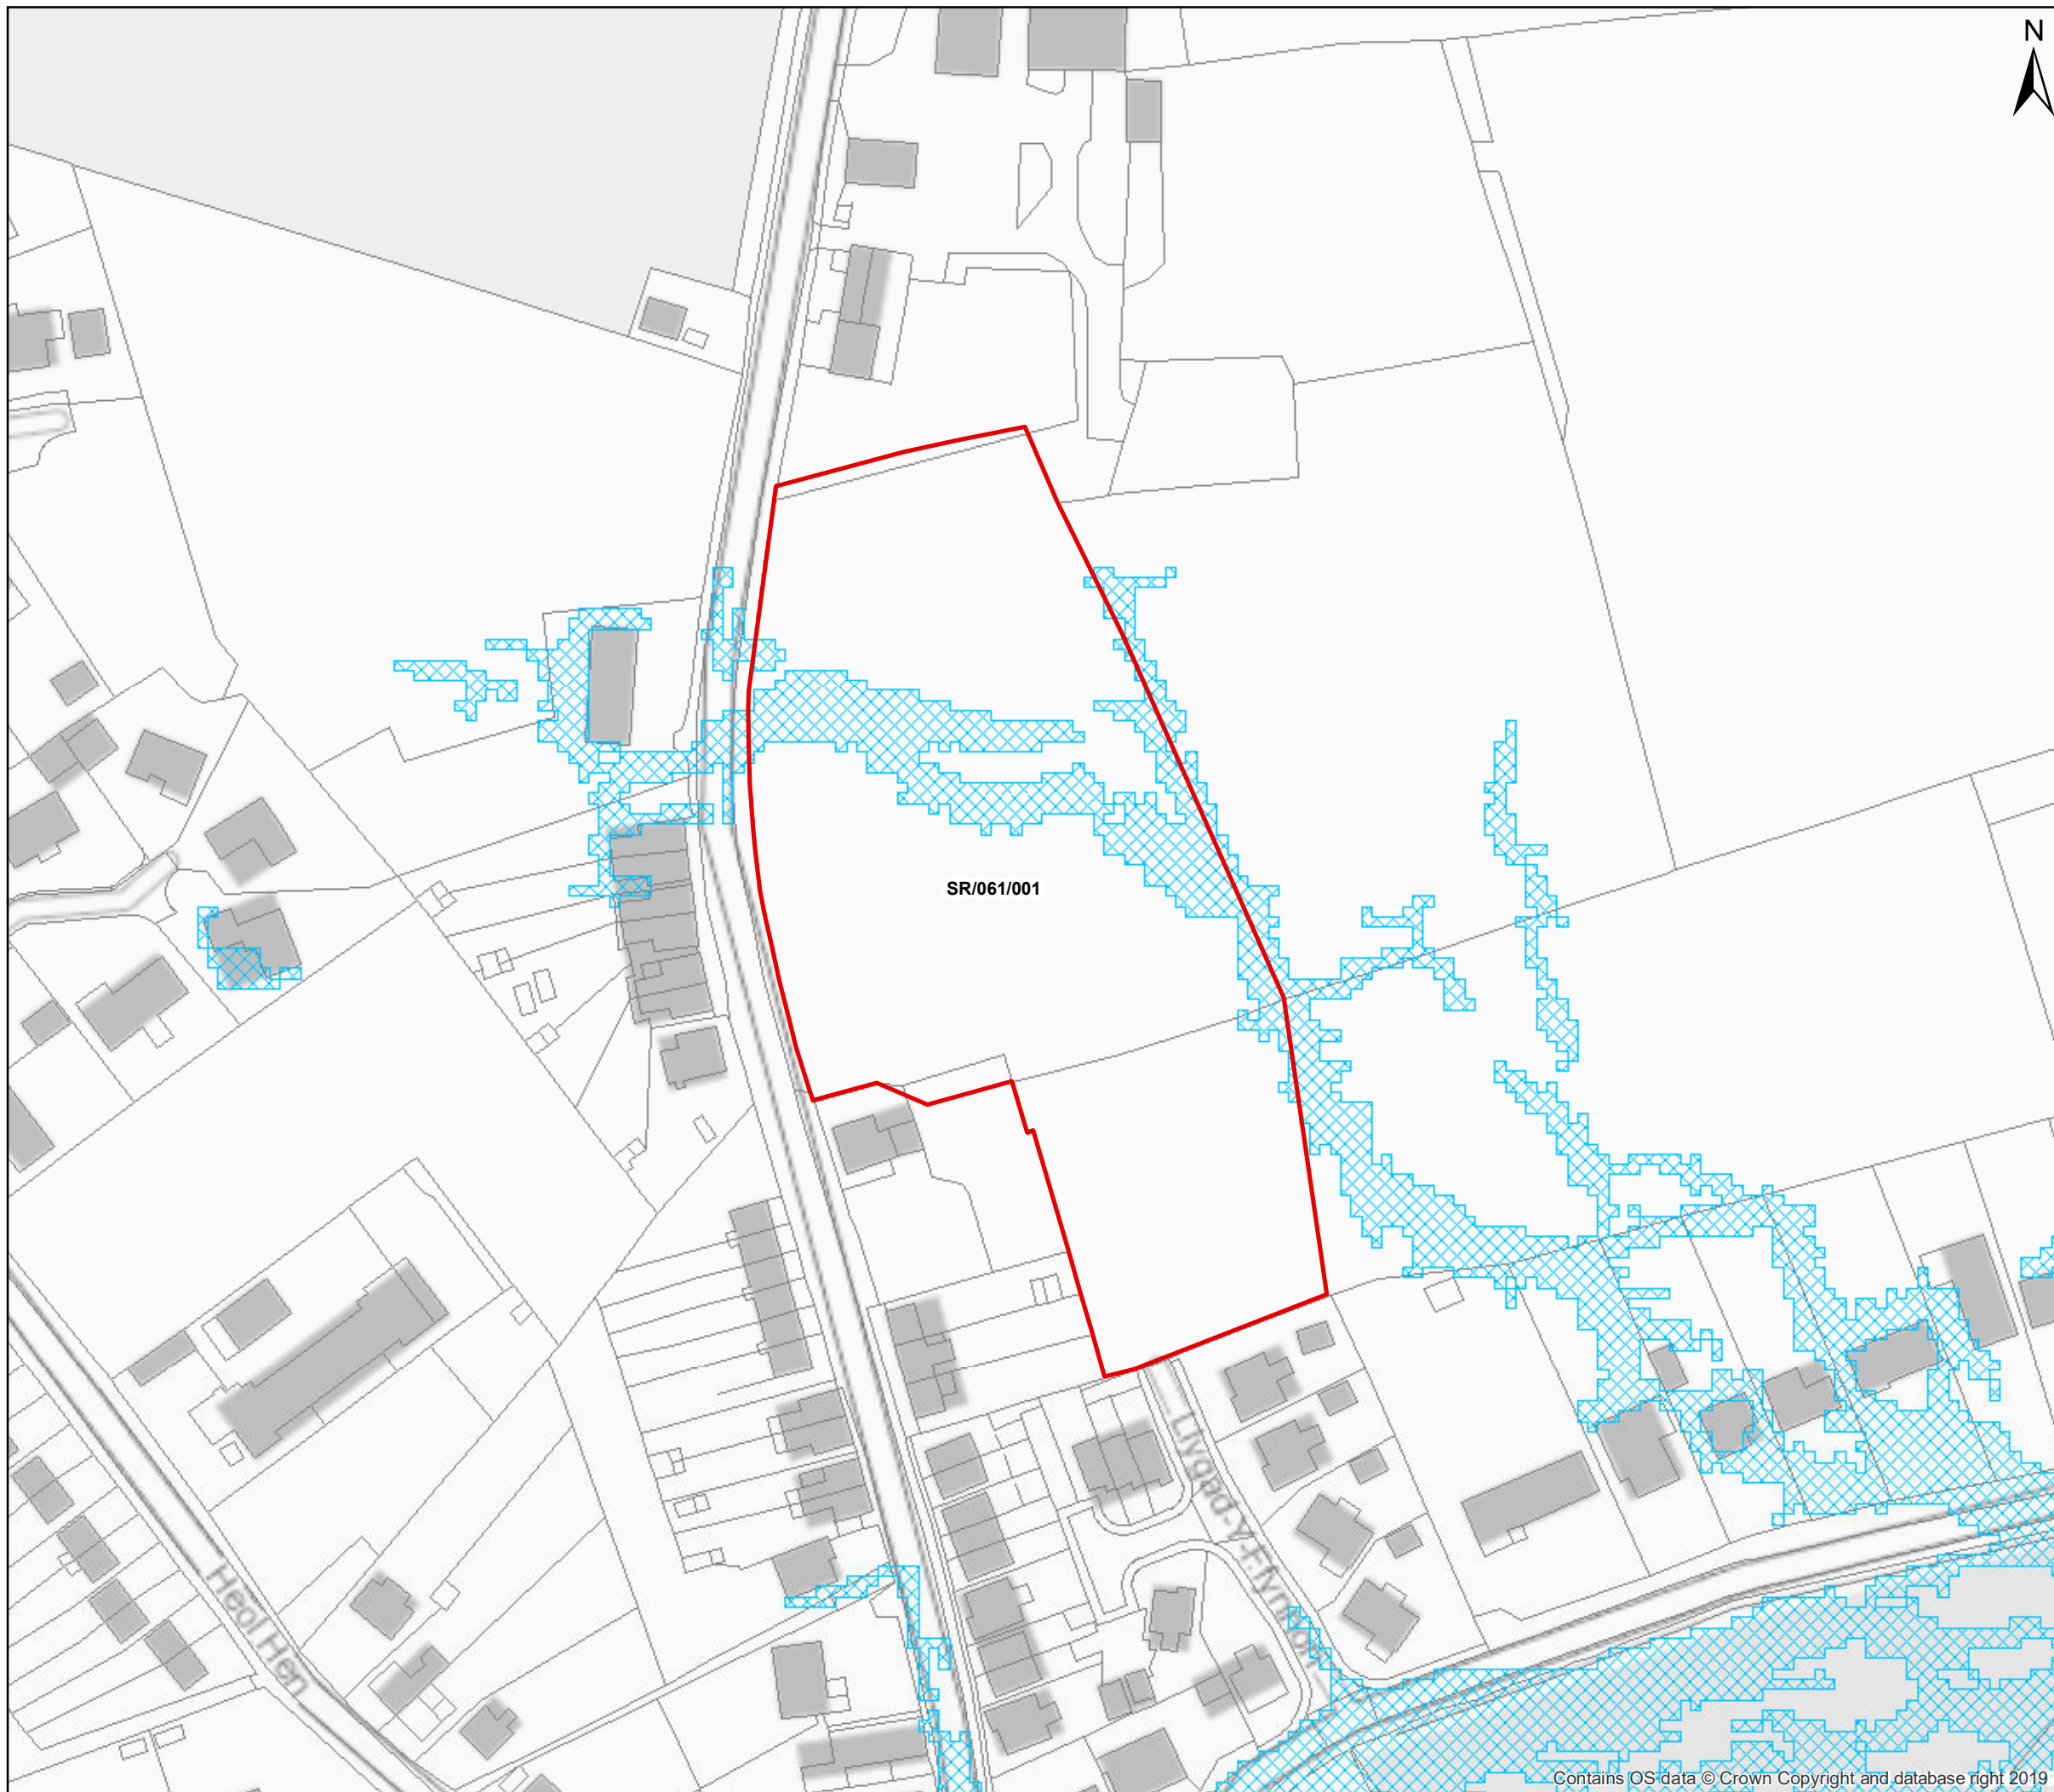 N
SR/061/001
Llygad-Y-Ffynnon
Heol Hen
Contains OS data © Crown Copyright and database right 2019